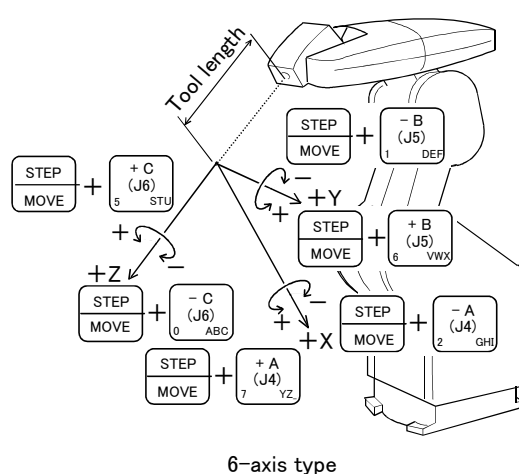 Tool length
STEP
MOVE
+
− B
(J5)
1 DEF
STEP
MOVE
+
+ C
(J6)
5 STU
−
+
+Y
STEP
MOVE
+
+ B
(J5)
6 VWX
+
−
+Z
STEP
MOVE
+
− C
(J6)
0 ABC
−
+
+X
STEP
MOVE
+
− A
(J4)
2 GHI
STEP
MOVE
+
+ A
(J4)
7 YZ_
6-axis type